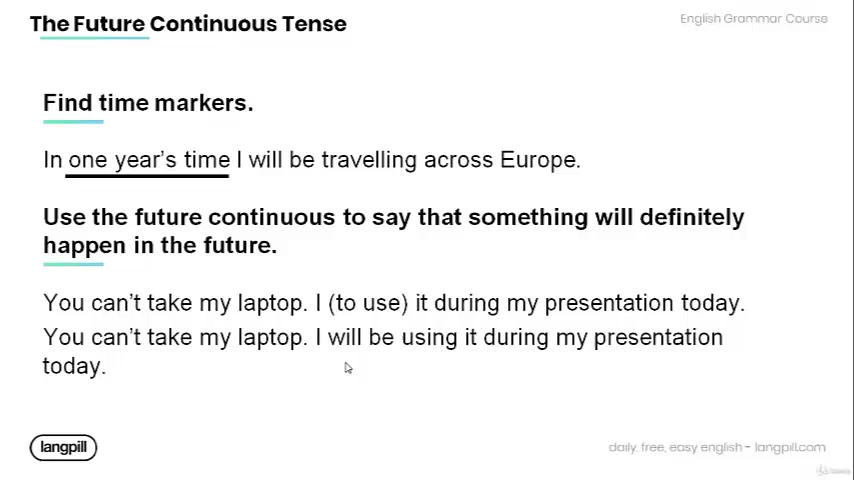 The Future Continuous Tense
English Grammar Course
Find time markers.
In one year's time I will be travelling across Europe.
Use the future continuous to say that something will definitely
happen in the future.
You can't take my laptop. I (to use) it during my presentation today.
You can't take my laptop. I will be using it during my presentation
today.
langpill
daily, free, easy english - langpill.com